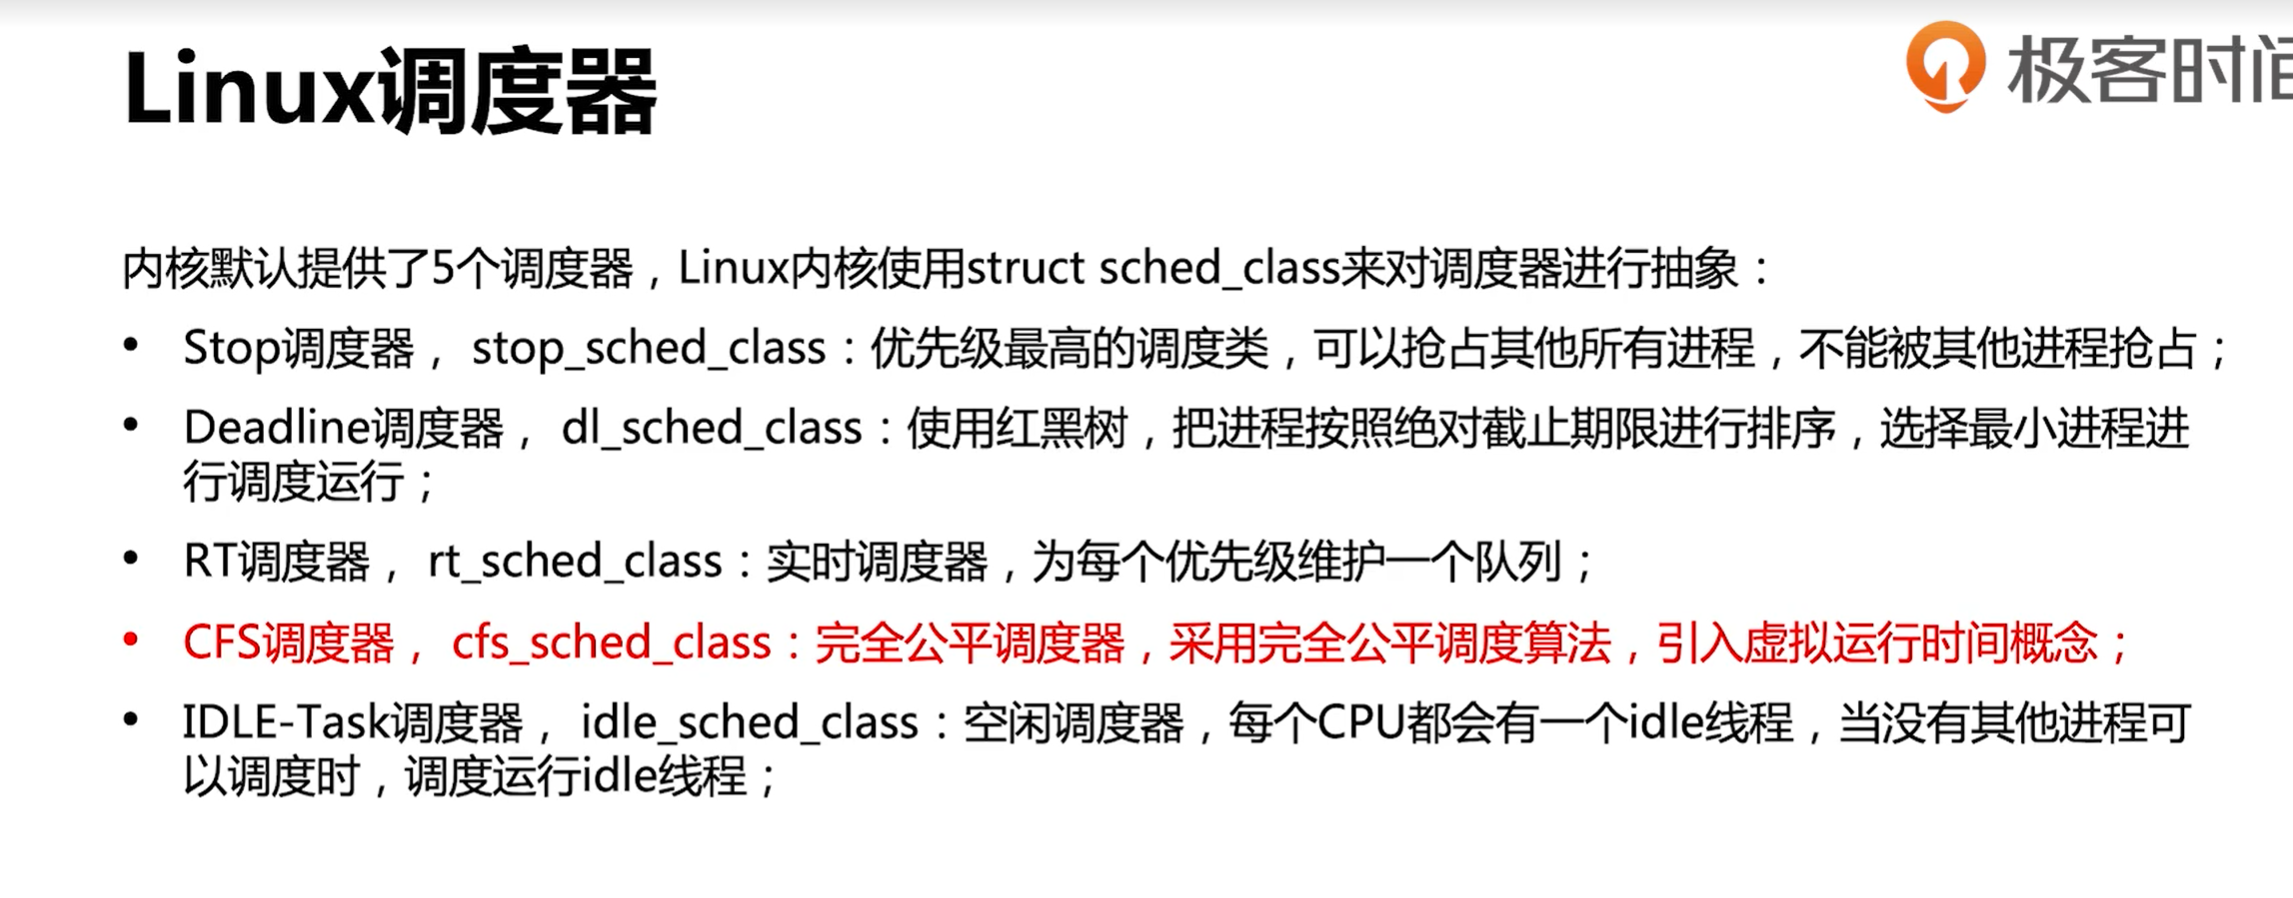 Linux调度器
极客时间
内核默认提供了5个调度器，Linux内核使用struct sched_class来对调度器进行抽象：
• Stop调度器， stop_sched_class：优先级最高的调度类，可以抢占其他所有进程，不能被其他进程抢占；
• Deadline调度器， dl_sched_class：使用红黑树，把进程按照绝对截止期限进行排序，选择最小进程进
行调度运行；
• RT调度器， rt_sched_class：实时调度器，为每个优先级维护一个队列；
• CFS调度器， cfs_sched_class：完全公平调度器，采用完全公平调度算法，引入虚拟运行时间概念；
• IDLE-Task调度器， idle_sched_class：空闲调度器，每个CPU都会有一个idle线程，当没有其他进程可
以调度时，调度运行idle线程；